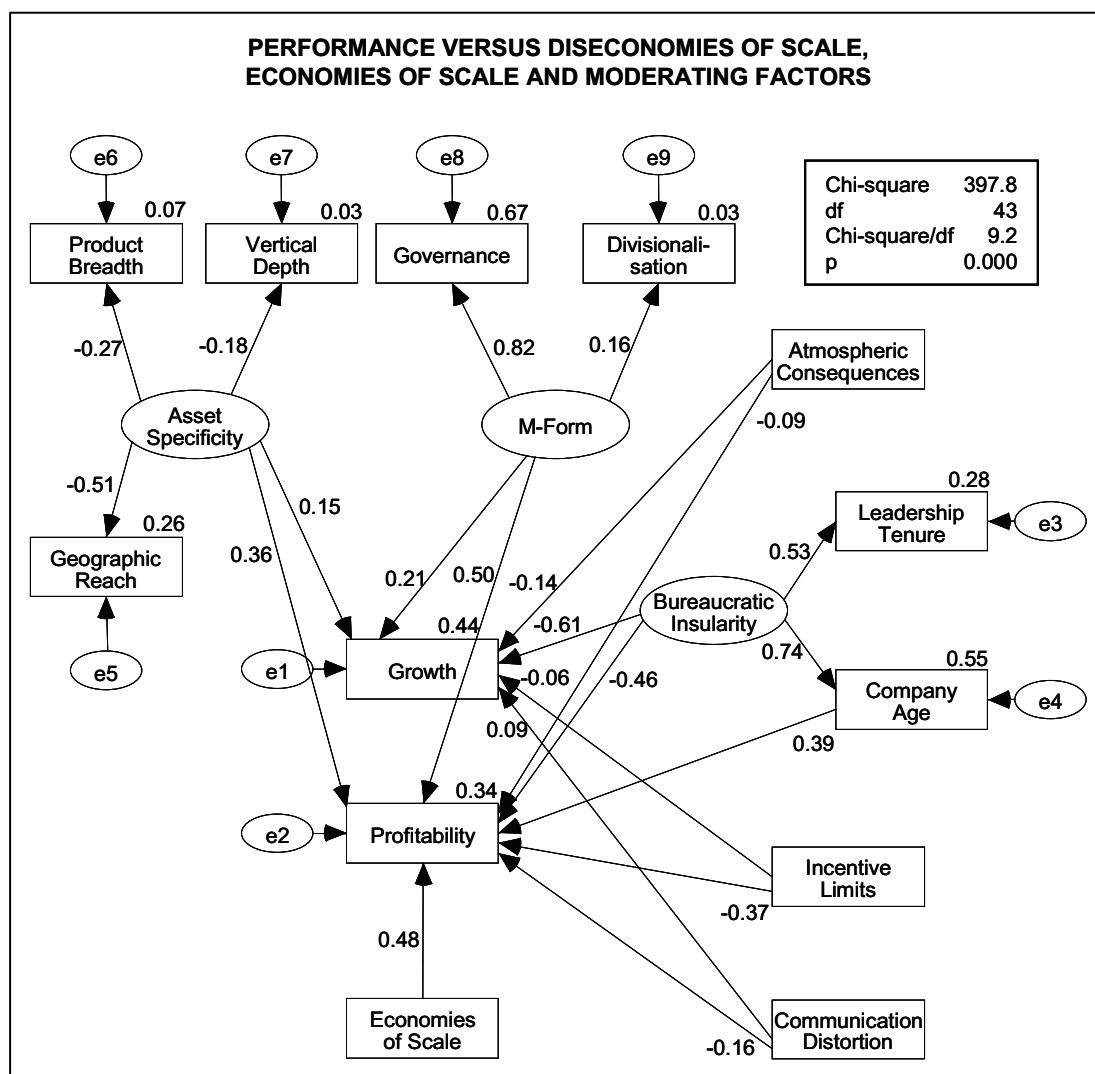 PERFORMANCE VERSUS DISECONOMIES OF SCALE,
ECONOMIES OF SCALE AND MODERATING FACTORS
e6
e7
e8
e9
0.07
0.03
0.67
0.03
Product
Breadth
Vertical
Depth
Governance
Divisionali-
sation
Chi-square 397.8
df 43
Chi-square/df 9.2
p 0.000
-0.27
-0.18
0.82
0.16
Atmospheric
Consequences
-0.09
Asset
Specificity
M-Form
-0.51
0.26
Geographic
Reach
e5
0.15
0.36
0.21
0.50
-0.14
-0.61
0.44
Bureaucratic
Insularity
0.53
0.28
Leadership
Tenure
e3
e1
Growth
-0.06
-0.46
0.74
0.55
Company
Age
e4
0.09
0.39
0.34
e2
Profitability
Incentive
Limits
-0.37
0.48
Economies
of Scale
Communication
Distortion
-0.16